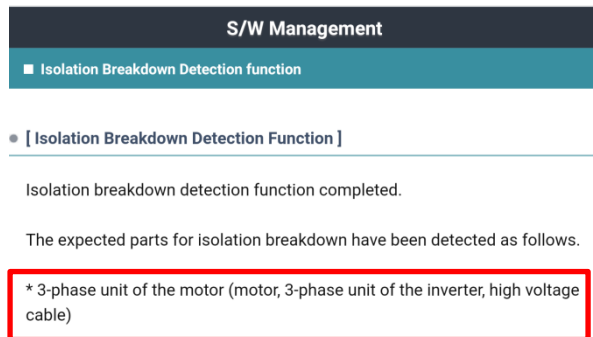 S/W Management
■ Isolation Breakdown Detection function
[ Isolation Breakdown Detection Function ]
Isolation breakdown detection function completed.
The expected parts for isolation breakdown have been detected as follows.
* 3-phase unit of the motor (motor, 3-phase unit of the inverter, high voltage
cable)